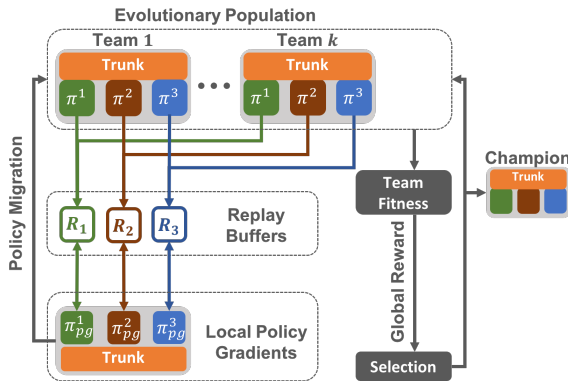 Evolutionary Population
Team 1
Team k
Trunk
Trunk
π¹ π² π³ ••• π¹ π² π³
Policy Migration
R₁ R₂ R₃
Replay
Buffers
π¹pg π²pg π³pg
Trunk
Local Policy
Gradients
Team
Fitness
Global Reward
Selection
Champion
Trunk